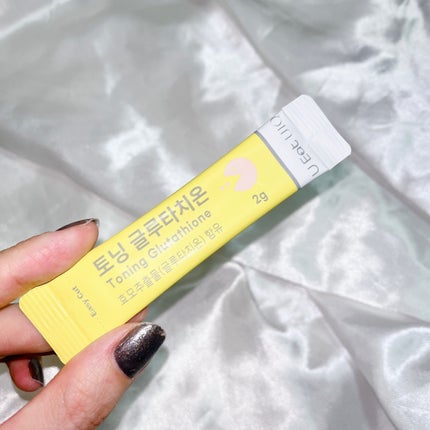 토닝 글루타치온
Toning Glutathione
효모추출물(글루타치온) 함유
2g
Easy Cut
U Eat